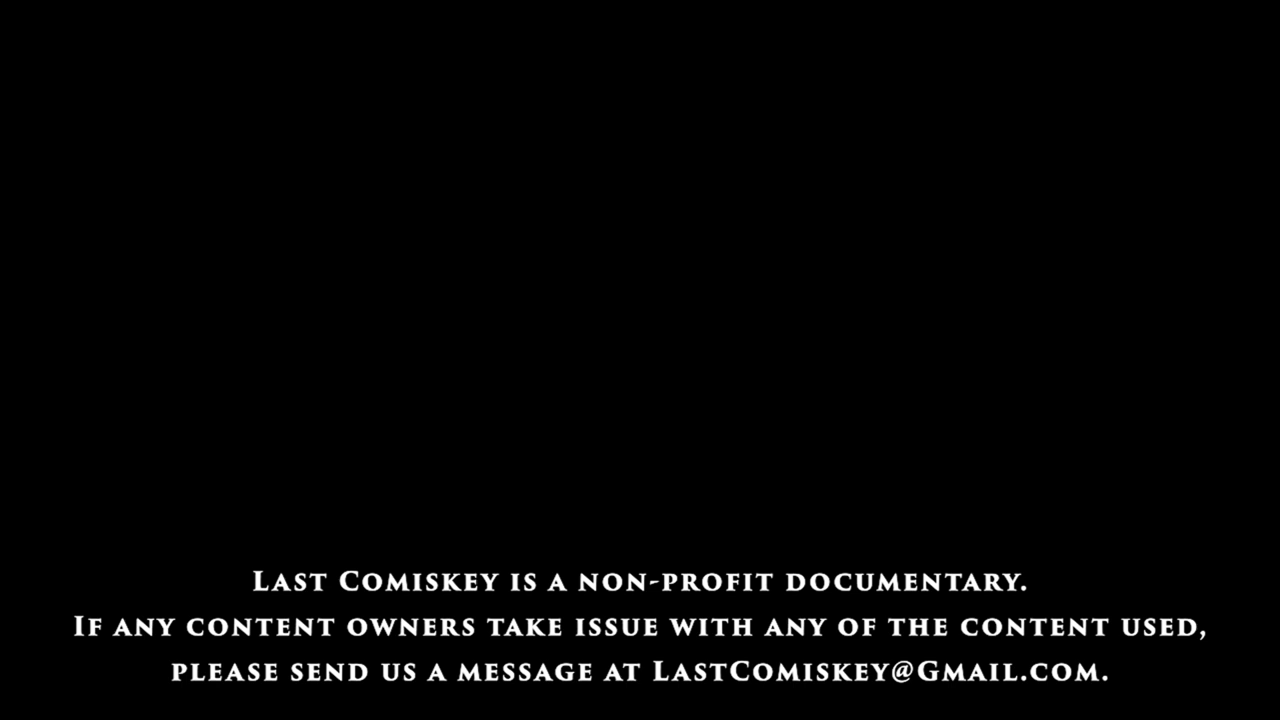 Last Comiskey is a non-profit documentary.
If any content owners take issue with any of the content used,
please send us a message at LastComiskey@Gmail.com.